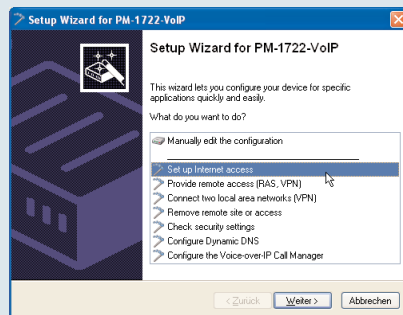 Setup Wizard for PM-1722-VoIP
Setup Wizard for PM-1722-VoIP
This wizard lets you configure your device for specific
applications quickly and easily.
What do you want to do?
Manually edit the configuration
Set up Internet access
Provide remote access (RAS, VPN)
Connect two local area networks (VPN)
Remove remote site or access
Check security settings
Configure Dynamic DNS
Configure the Voice-over-IP Call Manager
< Zurück Weiter > Abbrechen